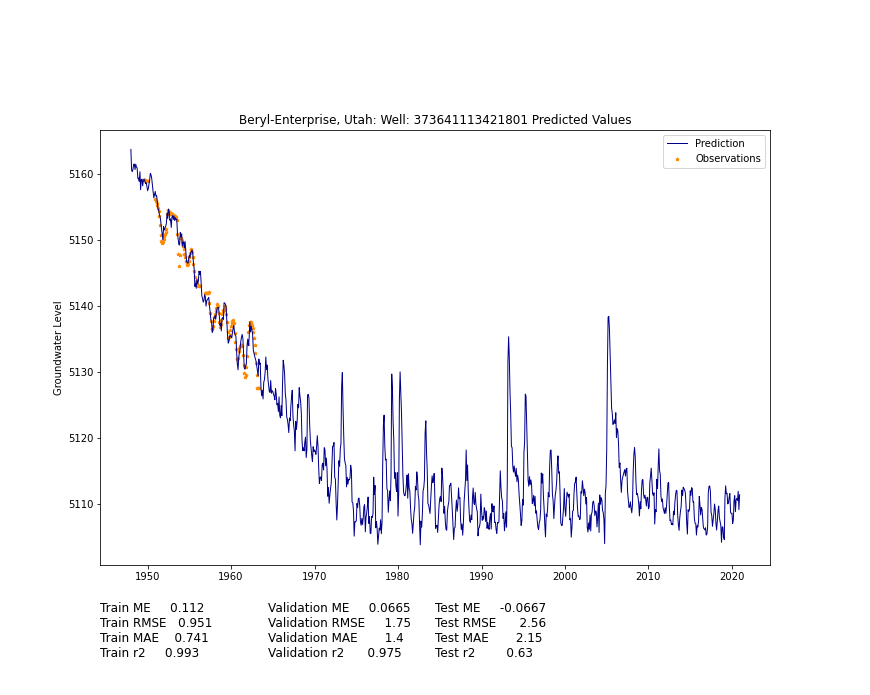 Beryl-Enterprise, Utah: Well: 373641113421801 Predicted Values
Prediction
Observations
Groundwater Level
5160
5150
5140
5130
5120
5110
1950 1960 1970 1980 1990 2000 2010 2020
Train ME 0.112 Validation ME 0.0665 Test ME -0.0667
Train RMSE 0.951 Validation RMSE 1.75 Test RMSE 2.56
Train MAE 0.741 Validation MAE 1.4 Test MAE 2.15
Train r2 0.993 Validation r2 0.975 Test r2 0.63